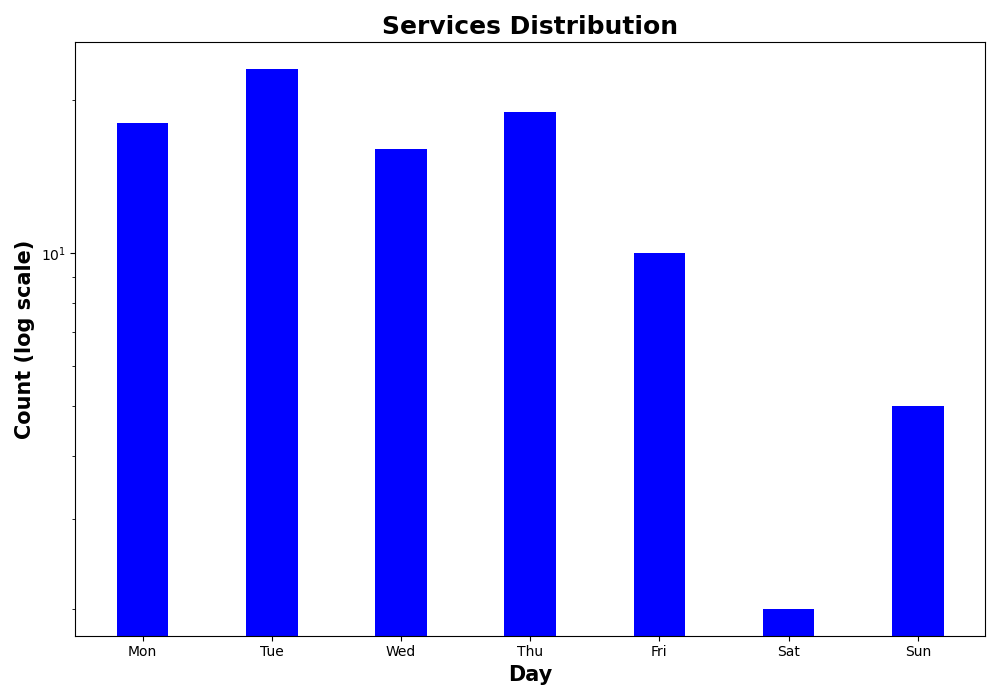 Services Distribution
Count (log scale)
10¹
Mon Tue Wed Thu Fri Sat Sun
Day